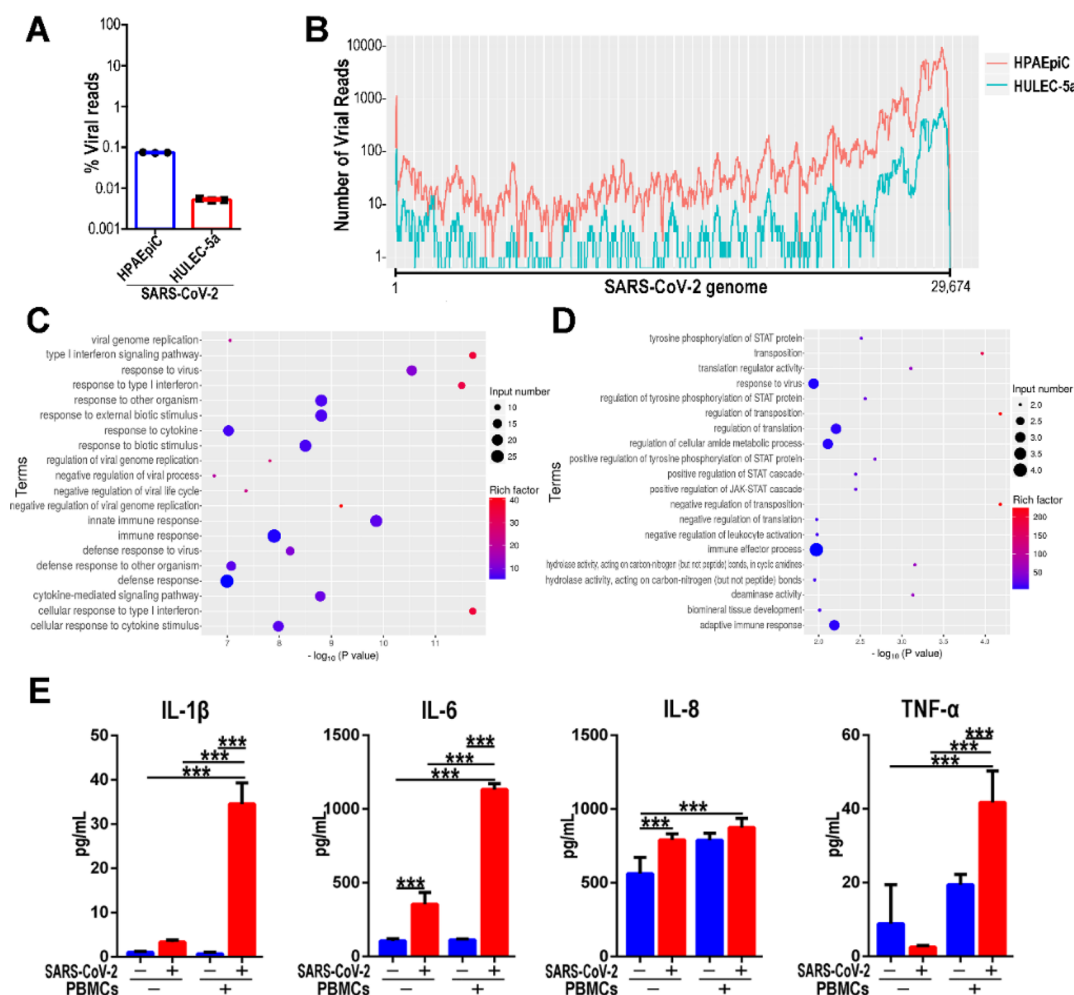 A
% Viral reads
100
10
1
0.1
0.01
0.001
HPAEpiC
HULEC-5a
SARS-CoV-2
B
Number of Vrial Reads
10000
1000
100
10
1
HPAEpiC
HULEC-5a
1
SARS-CoV-2 genome
29,674
C
Terms
viral genome replication
type I interferon signaling pathway
response to virus
response to type I interferon
response to other organism
response to external biotic stimulus
response to cytokine
response to biotic stimulus
regulation of viral genome replication
negative regulation of viral process
negative regulation of viral life cycle
negative regulation of viral genome replication
innate immune response
immune response
defense response to virus
defense response to other organism
defense response
cytokine-mediated signaling pathway
cellular response to type I interferon
cellular response to cytokine stimulus
7 8 9 10 11
- log10 (P value)
Input number
10
15
20
25
Rich factor
40
30
20
10
D
Terms
tyrosine phosphorylation of STAT protein
transposition
translation regulator activity
response to virus
regulation of tyrosine phosphorylation of STAT protein
regulation of transposition
regulation of translation
regulation of cellular amide metabolic process
positive regulation of tyrosine phosphorylation of STAT protein
positive regulation of STAT cascade
positive regulation of JAK-STAT cascade
negative regulation of transposition
negative regulation of translation
negative regulation of leukocyte activation
immune effector process
hydrolase activity, acting on carbon-nitrogen (but not peptide) bonds, in cyclic amidines
hydrolase activity, acting on carbon-nitrogen (but not peptide) bonds
deaminase activity
biomineral tissue development
adaptive immune response
2.0 2.5 3.0 3.5 4.0
- log10 (P value)
Input number
2.0
2.5
3.0
3.5
4.0
Rich factor
200
150
100
50
E
IL-1β
pg/mL
50
40
30
20
10
0
***
***
***
SARS-CoV-2 − + − +
PBMCs − +
IL-6
pg/mL
1500
1000
500
0
***
***
***
***
SARS-CoV-2 − + − +
PBMCs − +
IL-8
pg/mL
1500
1000
500
0
***
***
SARS-CoV-2 − + − +
PBMCs − +
TNF-α
pg/mL
60
40
20
0
***
***
***
SARS-CoV-2 − + − +
PBMCs − +